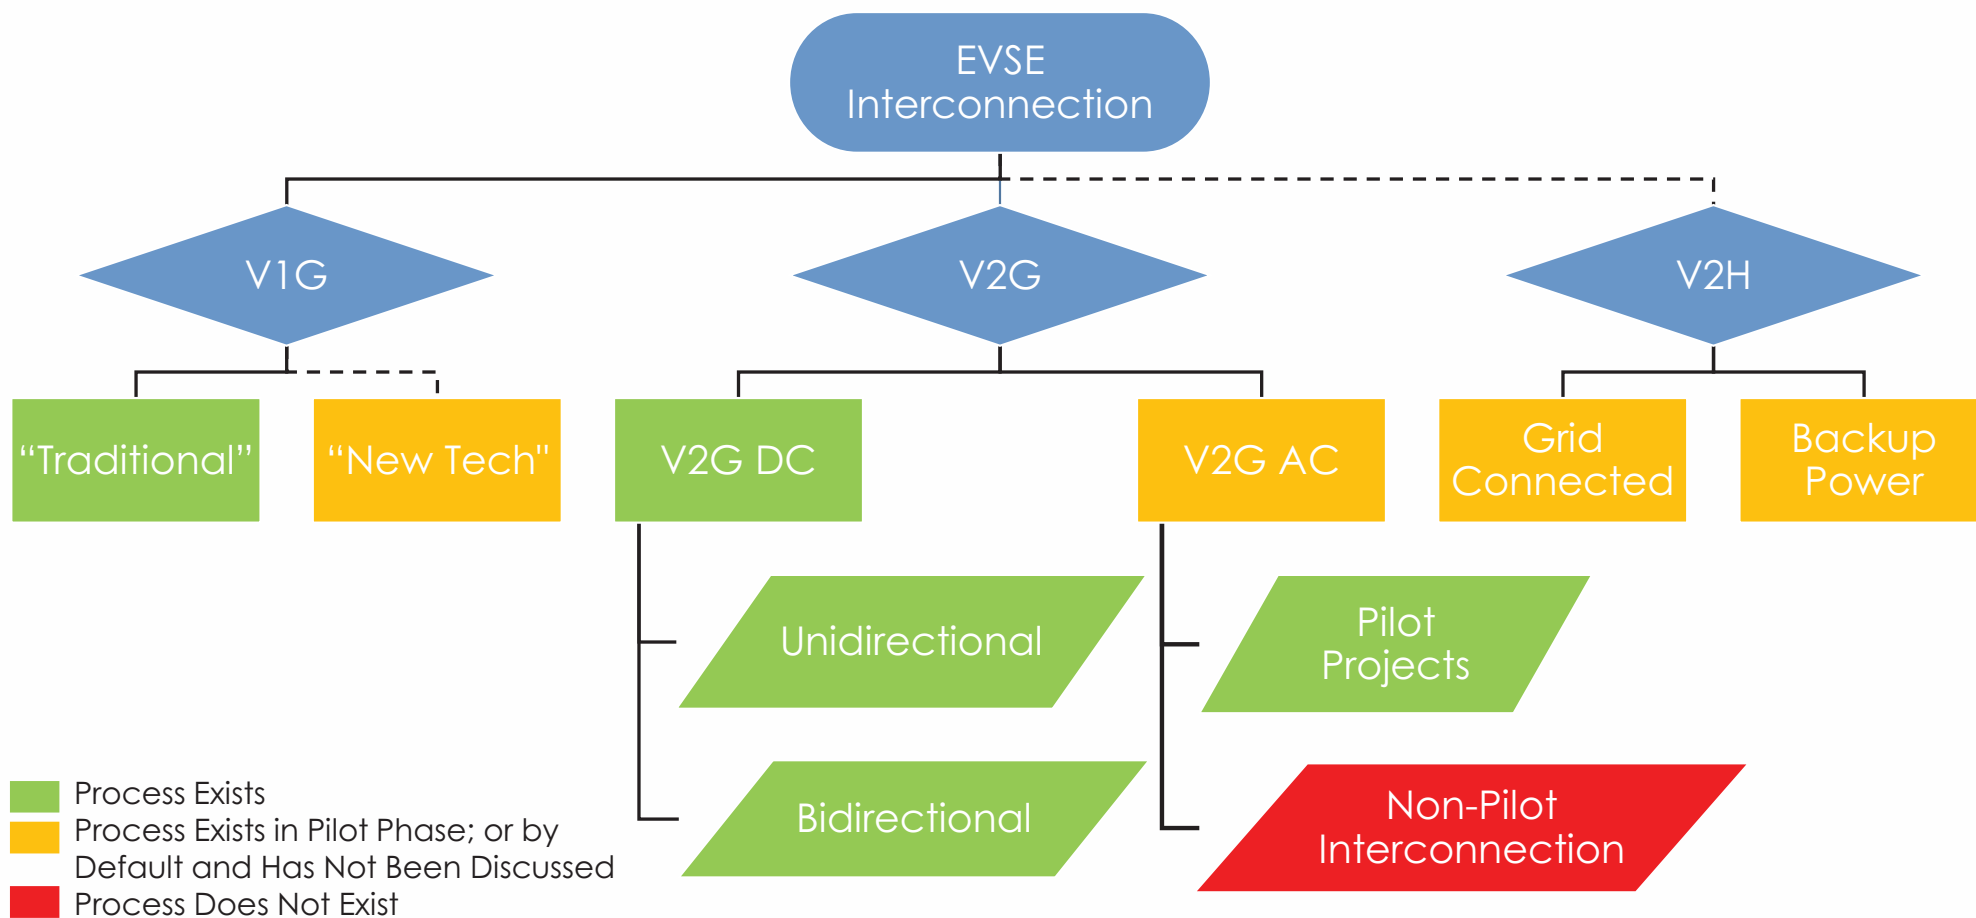 EVSE
Interconnection
V1G
V2G
V2H
“Traditional”
“New Tech"
V2G DC
V2G AC
Grid
Connected
Backup
Power
Unidirectional
Pilot
Projects
Bidirectional
Non-Pilot
Interconnection
Process Exists
Process Exists in Pilot Phase; or by
Default and Has Not Been Discussed
Process Does Not Exist